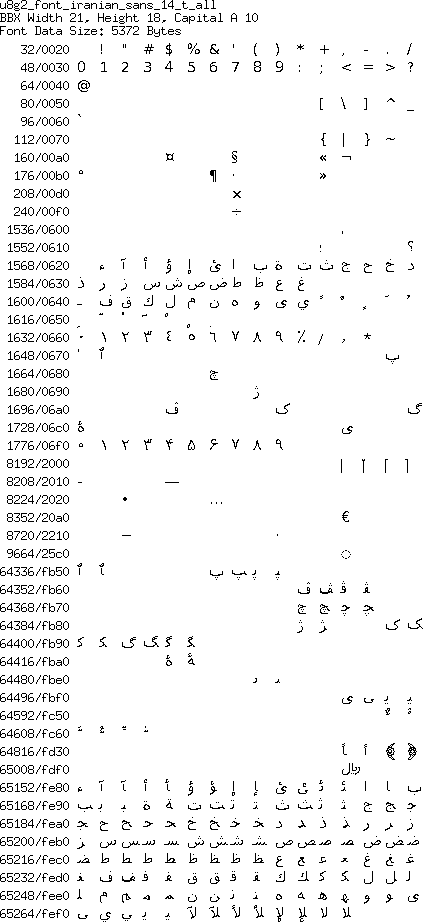 u8g2_font_iranian_sans_14_t_all
BBX Width 21, Height 18, Capital A 10
Font Data Size: 5372 Bytes
32/0020 ! " # $ % & ' ( ) * + , - . /
48/0030 0 1 2 3 4 5 6 7 8 9 : ; < = > ?
64/0040 @
80/0050 [ \ ] ^ _
96/0060 `
112/0070 { | } ~
160/00a0 ¤ § « ¬
176/00b0 ° ¶ · »
208/00d0 ×
240/00f0 ÷
1536/0600 ،
1552/0610 ؛ ؟
1568/0620 ء آ أ ؤ إ ئ ا ب ة ت ث ج ح خ د
1584/0630 ذ ر ز س ش ص ض ط ظ ع غ
1600/0640 ـ ف ق ك ل م ن ه و ى ي ً ٌ ٍ َ ُ
1616/0650
1632/0660 ٠ ١ ٢ ٣ ٤ ٥ ٦ ٧ ٨ ٩ ٪ ٫ ٬ ٭
1648/0670 ٰ ٱ پ
1664/0680 چ
1680/0690 ژ
1696/06a0 ڤ ک گ
1728/06c0 ۀ ی
1776/06f0 ۰ ۱ ۲ ۳ ۴ ۵ ۶ ۷ ۸ ۹
8192/2000
8208/2010 - —
8224/2020 • …
8352/20a0 €
8720/2210 − ∙
9664/25c0 ◌
64336/fb50 ﭐ ﭑ ﭖ ﭗ ﭘ ﭙ
64352/fb60 ﭪ ﭫ ﭬ ﭭ
64368/fb70 ﭺ ﭻ ﭼ ﭽ
64384/fb80 ﮊ ﮋ ﮎ ﮏ
64400/fb90 ﮐ ﮑ ﮒ ﮓ ﮔ ﮕ
64416/fba0 ﮤ ﮥ
64480/fbe0 ﯨ ﯩ
64496/fbf0 ﯼ ﯽ ﯾ ﯿ
64592/fc50
64608/fc60
64816/fd30 ﴼ ﴽ ﴾ ﴿
65008/fdf0 ﷼
65152/fe80 ﺀ ﺁ ﺂ ﺃ ﺄ ﺅ ﺆ ﺇ ﺈ ﺉ ﺊ ﺋ ﺌ ﺍ ﺎ ﺏ
65168/fe90 ﺐ ﺑ ﺒ ﺓ ﺔ ﺕ ﺖ ﺗ ﺘ ﺙ ﺚ ﺛ ﺜ ﺝ ﺞ ﺟ
65184/fea0 ﺠ ﺡ ﺢ ﺣ ﺤ ﺥ ﺦ ﺧ ﺨ ﺩ ﺪ ﺫ ﺬ ﺭ ﺮ ﺯ
65200/feb0 ﺰ ﺱ ﺲ ﺳ ﺴ ﺵ ﺶ ﺷ ﺸ ﺹ ﺺ ﺻ ﺼ ﺽ ﺾ ﺿ
65216/fec0 ﻀ ﻁ ﻂ ﻃ ﻄ ﻅ ﻆ ﻇ ﻈ ﻉ ﻊ ﻋ ﻌ ﻍ ﻎ ﻏ
65232/fed0 ﻐ ﻑ ﻒ ﻓ ﻔ ﻕ ﻖ ﻗ ﻘ ﻙ ﻚ ﻛ ﻜ ﻝ ﻞ ﻟ
65248/fee0 ﻠ ﻡ ﻢ ﻣ ﻤ ﻥ ﻦ ﻧ ﻨ ﻩ ﻪ ﻫ ﻬ ﻭ ﻮ ﻯ
65264/fef0 ﻰ ﻱ ﻲ ﻳ ﻴ ﻵ ﻶ ﻷ ﻸ ﻹ ﻺ ﻻ ﻼ